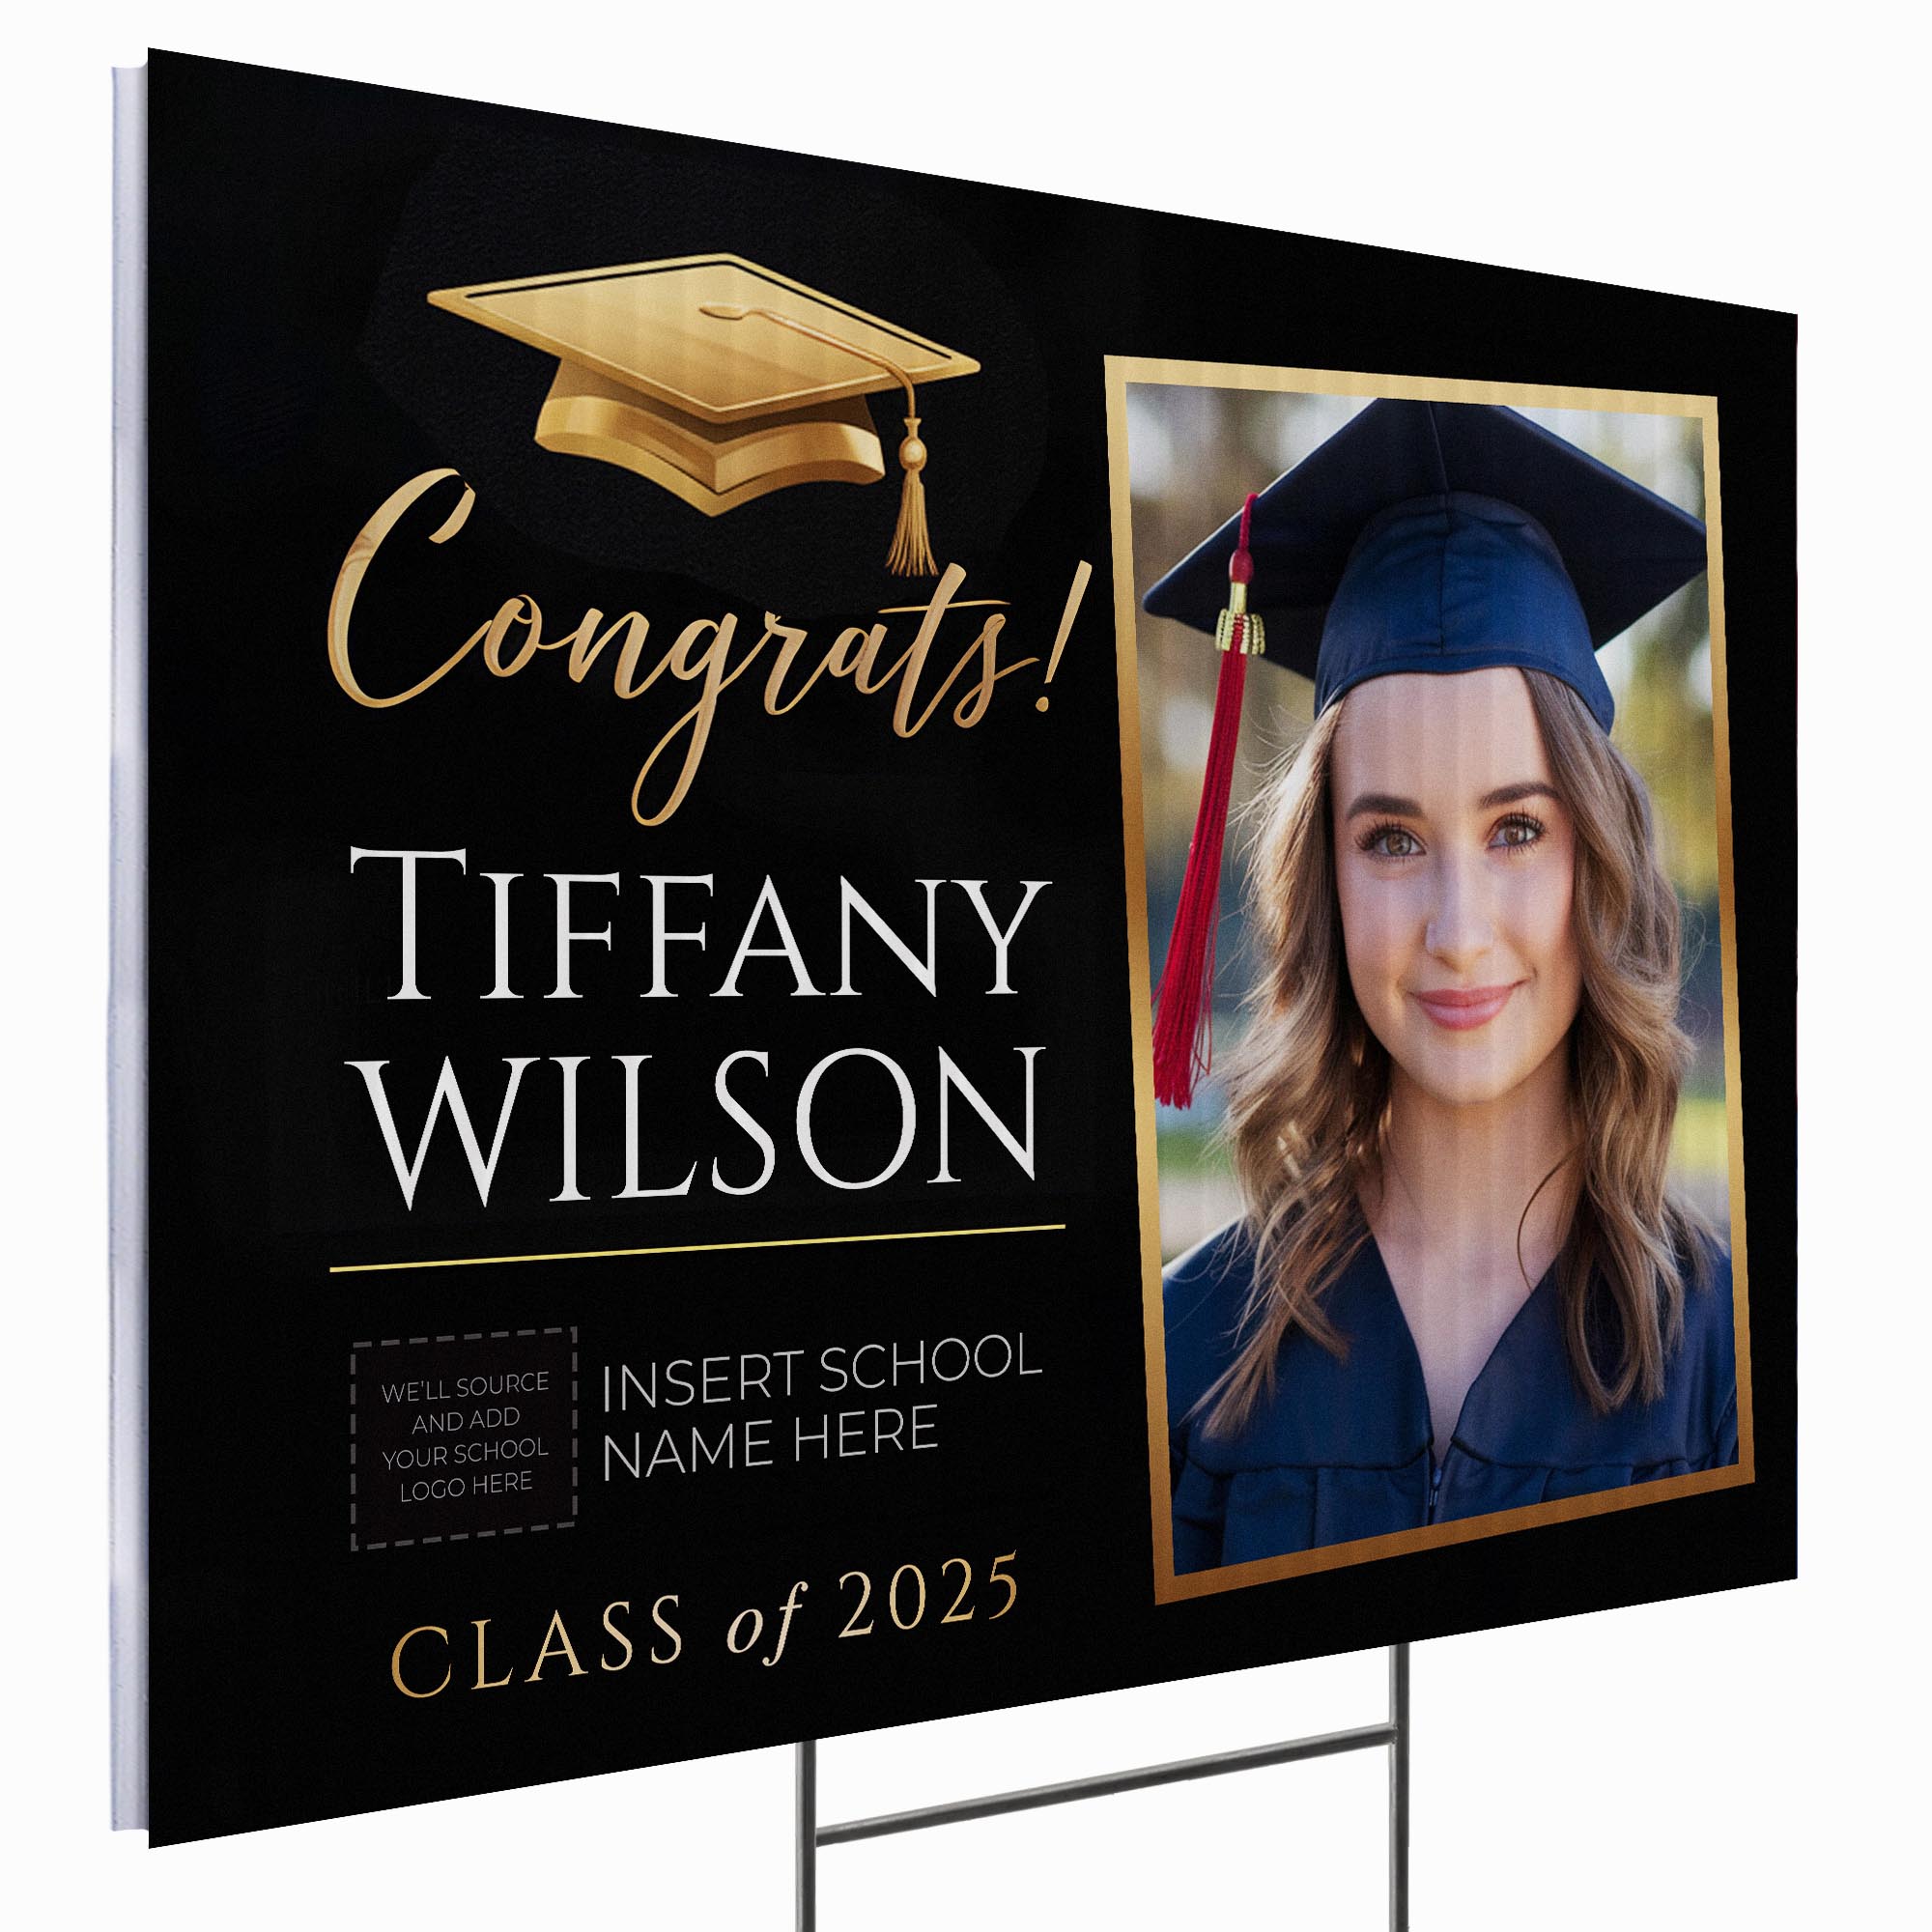 Congrats!
TIFFANY
WILSON
WE'LL SOURCE
AND ADD
YOUR SCHOOL
LOGO HERE
INSERT SCHOOL
NAME HERE
CLASS of 2025